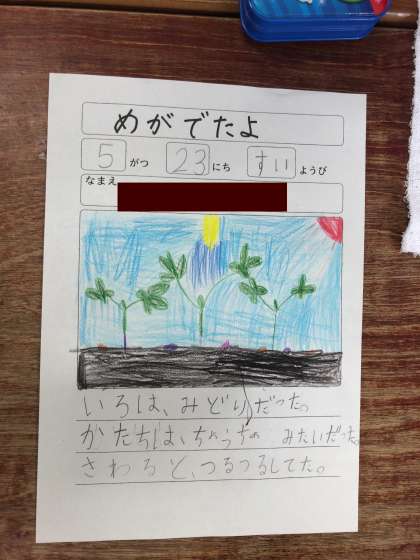 めがでたよ
5 がつ 23 にち すい ようび
なまえ
いろは、みどりだった。
かたちは、ちょうちょ みたいだった。
さわると、つるつるしてた。